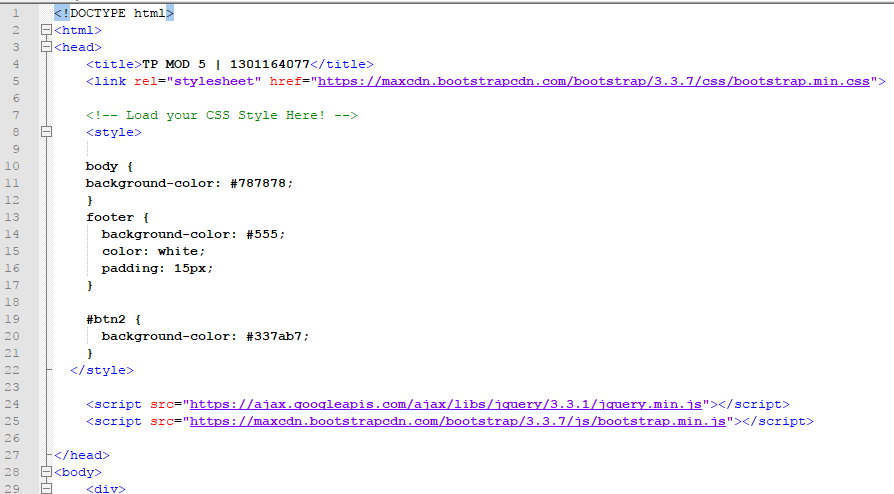 1 <!DOCTYPE html>
2 <html>
3 <head>
4 <title>TP MOD 5 | 1301164077</title>
5 <link rel="stylesheet" href="https://maxcdn.bootstrapcdn.com/bootstrap/3.3.7/css/bootstrap.min.css">
6
7 <!-- Load your CSS Style Here! -->
8 <style>
9
10 body {
11 background-color: #787878;
12 }
13 footer {
14 background-color: #555;
15 color: white;
16 padding: 15px;
17 }
18
19 #btn2 {
20 background-color: #337ab7;
21 }
22 </style>
23
24 <script src="https://ajax.googleapis.com/ajax/libs/jquery/3.3.1/jquery.min.js"></script>
25 <script src="https://maxcdn.bootstrapcdn.com/bootstrap/3.3.7/js/bootstrap.min.js"></script>
26
27 </head>
28 <body>
29 <div>